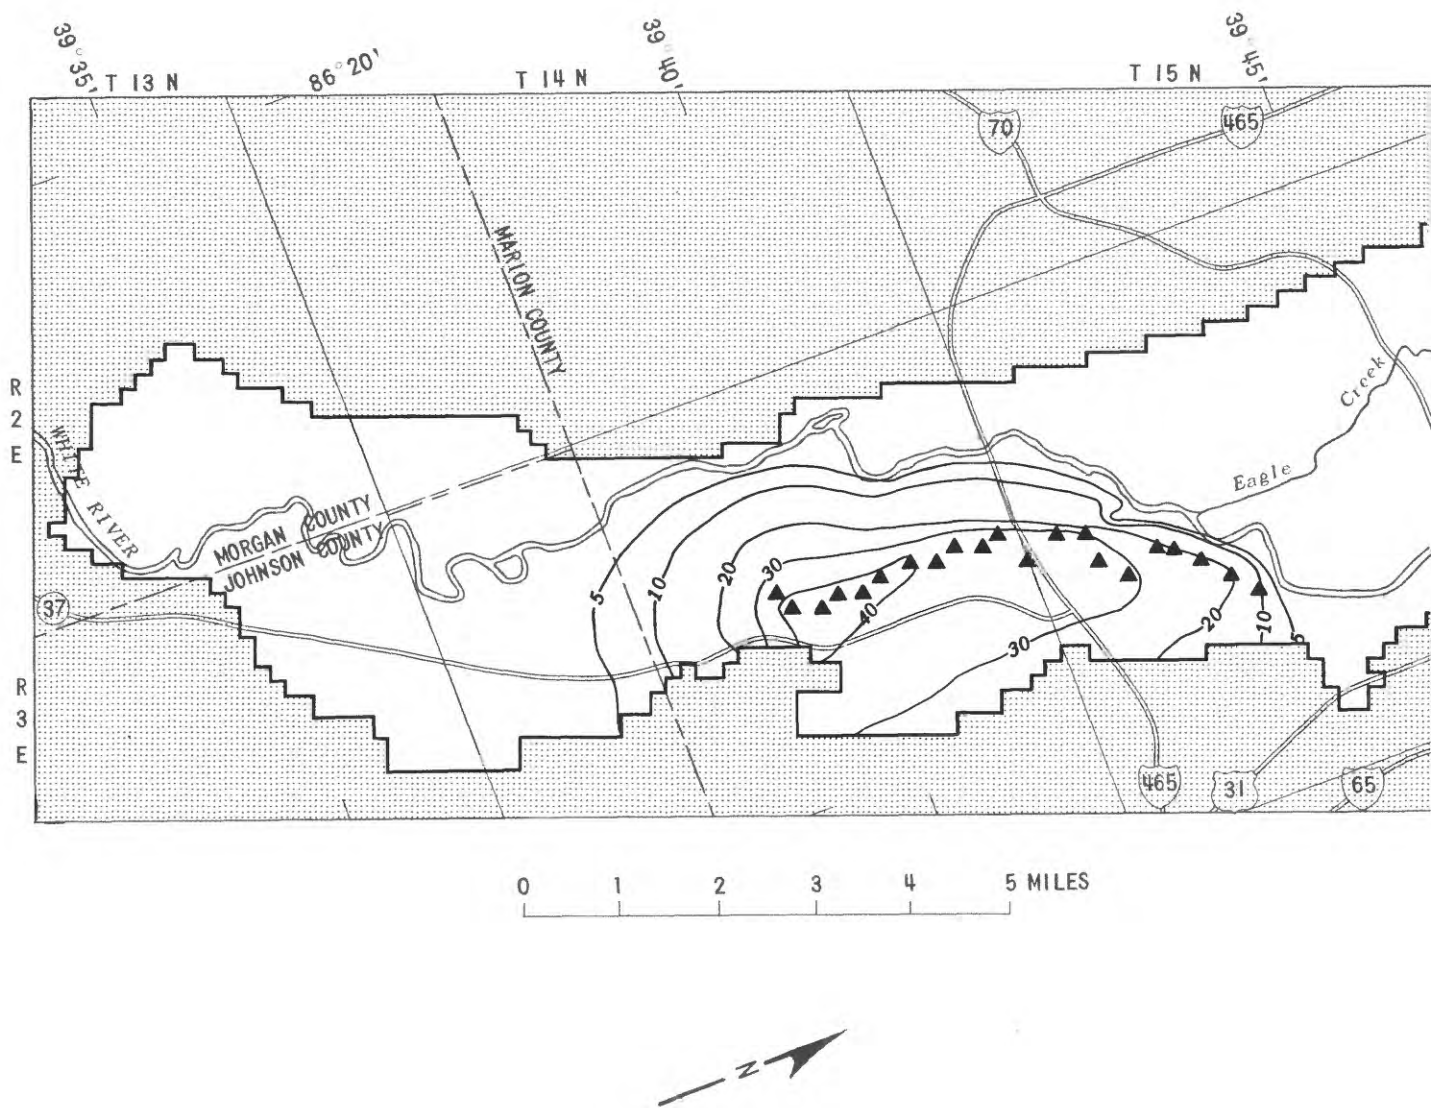 39°35'
T 13 N
86°20'
T 14 N
39°40'
T 15 N
39°45'
70
465
MARION COUNTY
R
2
E
WHITE RIVER
Creek
Eagle
MORGAN COUNTY
JOHNSON COUNTY
37
5
10
20
30
40
30
20
10
5
R
3
E
465
31
65
0 1 2 3 4 5 MILES
N